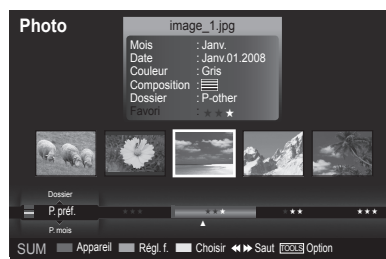 Photo
image_1.jpg
Mois : Janv.
Date : Janv.01.2008
Couleur : Gris
Composition :
Dossier : P-other
Favori : ★★★
Dossier
P. préf. ★★★ ★★★ ★★ ★★★
P. mois
SUM Appareil Régl. f. Choisir Saut TOOLS Option